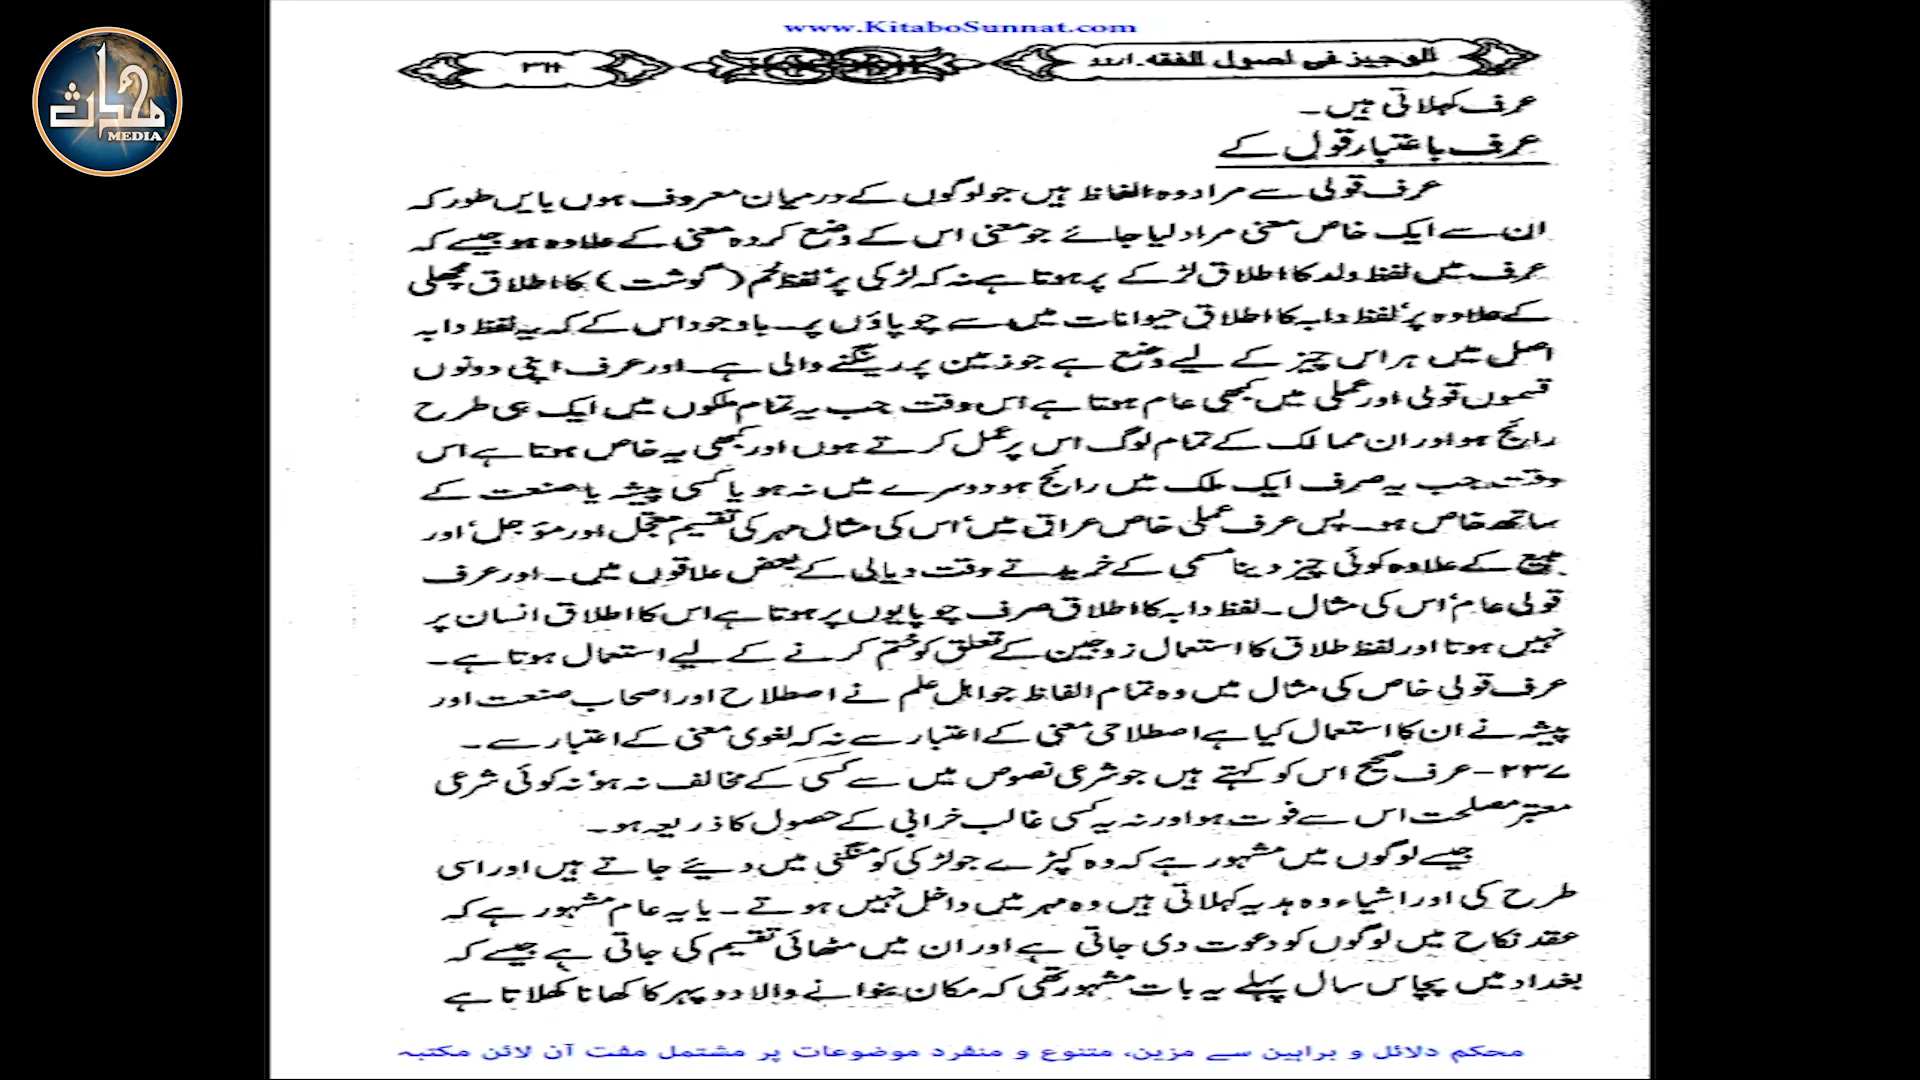 www.KitaboSunnat.com
الوجیز فی اصول الفقہ۔اردو
محدث
MEDIA
عرف کہلاتی ہیں۔
عرف باعتبار قول کے
عرف قولی سے مراد وہ الفاظ ہیں جو لوگوں کے درمیان معروف ہوں بایں طور کہ
ان سے ایک خاص معنی مراد لیا جائے جو معنی اس کے وضع کردہ معنی کے علاوہ ہو جیسے کہ
عرف میں لفظ ولد کا اطلاق لڑکے پر ہوتا ہے نہ کہ لڑکی پر' لفظ لحم (گوشت) کا اطلاق مچھلی
کے علاوہ پر' لفظ دابہ کا اطلاق حیوانات میں سے چوپاؤں پر۔ باوجود اس کے کہ یہ لفظ دابہ
اصل میں ہر اس چیز کے لیے وضع ہے جو زمین پر رینگنے والی ہے۔ اور عرف اپنی دونوں
قسموں قولی اور عملی میں کبھی عام ہوتا ہے اس وقت جب یہ تمام ملکوں میں ایک ہی طرح
رائج ہو اور ان ممالک کے تمام لوگ اس پر عمل کرتے ہوں اور کبھی یہ خاص ہوتا ہے اس
وقت جب یہ صرف ایک ملک میں رائج ہو دوسرے میں نہ ہو یا کسی پیشہ یا صنعت کے
ساتھ خاص ہو۔ پس عرف عملی خاص عراق میں' اس کی مثال مہر کی تقسیم معجل اور مؤجل' اور
مبیع کے علاوہ کوئی چیز دینا مسمی کے خریدتے وقت دیالی کے بعض علاقوں میں۔ اور عرف
قولی عام' اس کی مثال۔ لفظ دابہ کا اطلاق صرف چوپایوں پر ہوتا ہے اس کا اطلاق انسان پر
نہیں ہوتا اور لفظ طلاق کا استعمال زوجین کے تعلق کو ختم کرنے کے لیے استعمال ہوتا ہے۔
عرف قولی خاص کی مثال میں وہ تمام الفاظ جو اہل علم نے اصطلاح اور اصحاب صنعت اور
پیشہ نے ان کا استعمال کیا ہے اصطلاحی معنی کے اعتبار سے نہ کہ لغوی معنی کے اعتبار سے۔
۲۳۷- عرف صحیح اس کو کہتے ہیں جو شرعی نصوص میں سے کسی کے مخالف نہ ہو' نہ کوئی شرعی
معتبر مصلحت اس سے فوت ہو اور نہ یہ کسی غالب خرابی کے حصول کا ذریعہ ہو۔
جیسے لوگوں میں مشہور ہے کہ وہ کپڑے جو لڑکی کو منگنی میں دیئے جاتے ہیں اور اسی
طرح کی اور اشیاء وہ ہدیہ کہلاتی ہیں وہ مہر میں داخل نہیں ہوتے۔ یا یہ عام مشہور ہے کہ
عقد نکاح میں لوگوں کو دعوت دی جاتی ہے اور ان میں مٹھائی تقسیم کی جاتی ہے جیسے کہ
بغداد میں پچاس سال پہلے یہ بات مشہور تھی کہ مکان بنوانے والا دوپہر کا کھانا کھلاتا ہے
محکم دلائل و براہین سے مزین، متنوع و منفرد موضوعات پر مشتمل مفت آن لائن مکتبہ